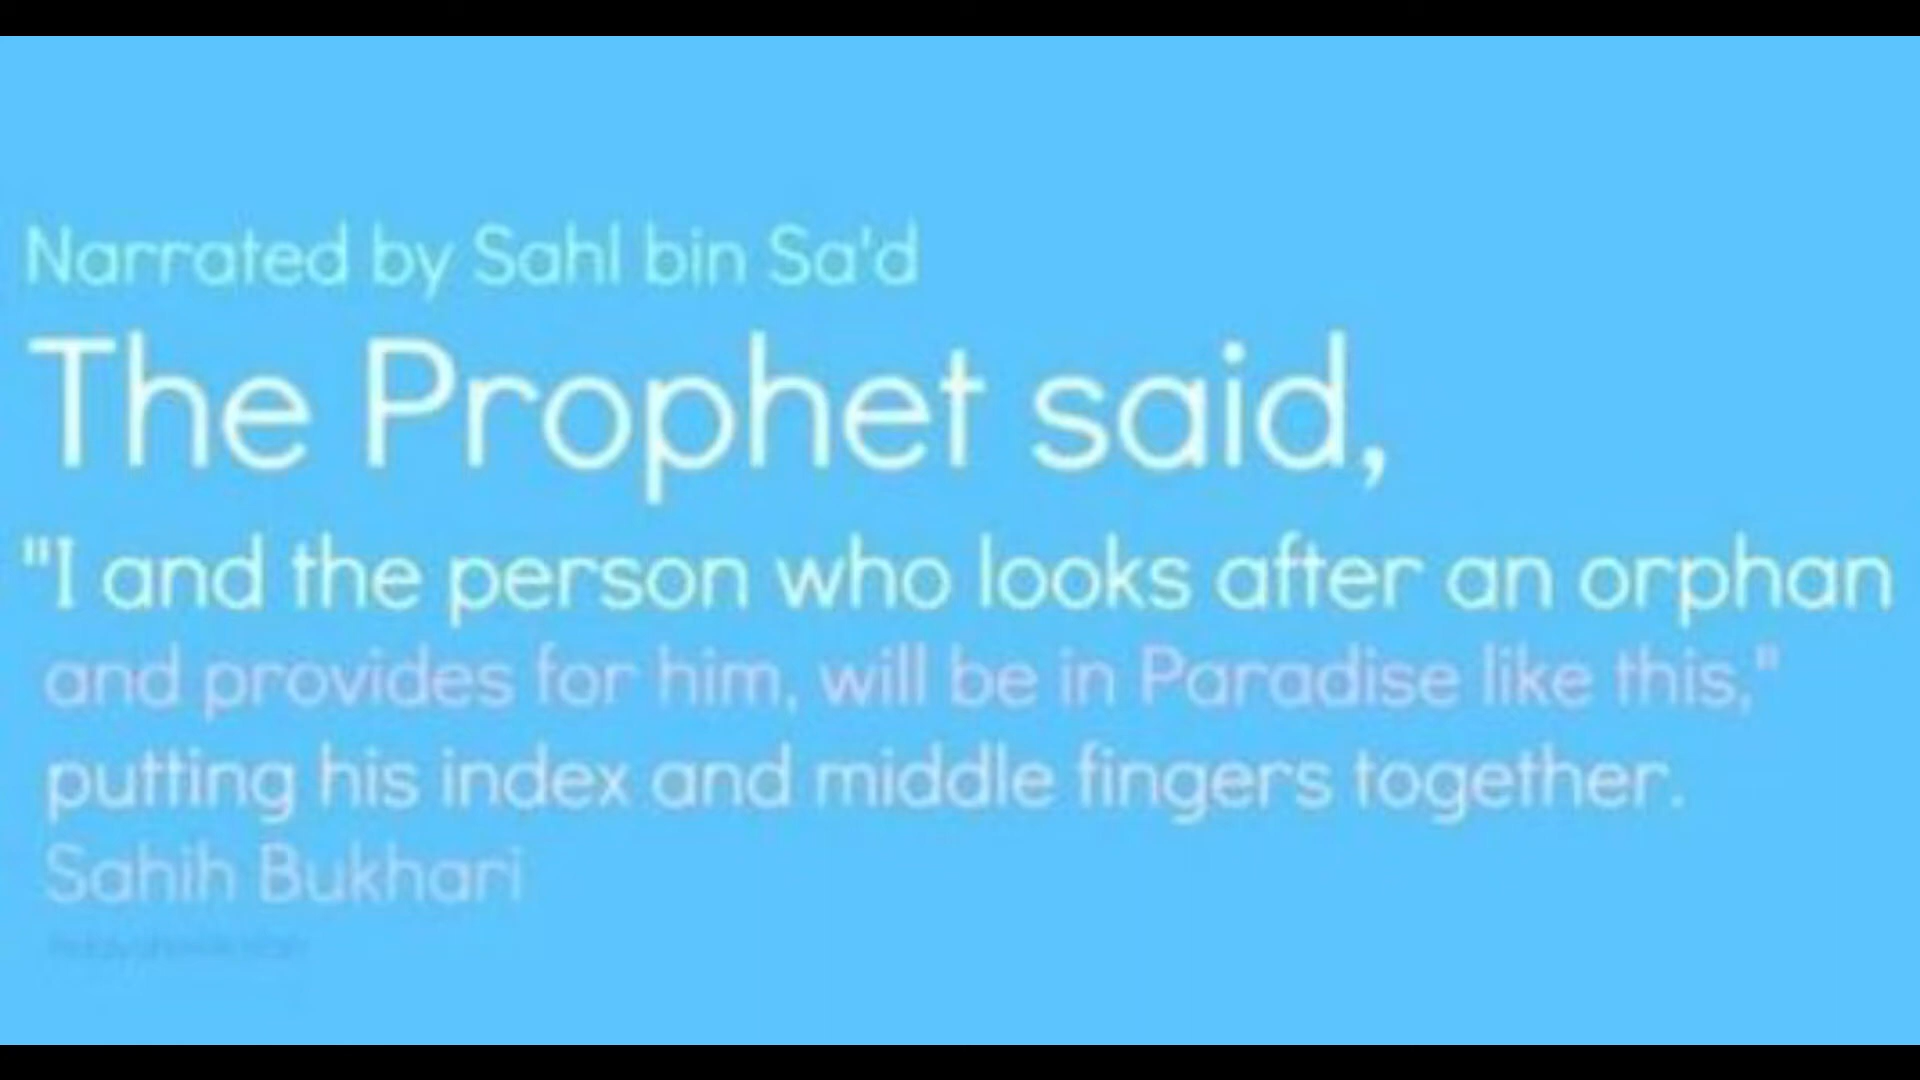 Narrated by Sahl bin Sa'd
The Prophet said,
"I and the person who looks after an orphan
and provides for him, will be in Paradise like this,"
putting his index and middle fingers together.
Sahih Bukhari